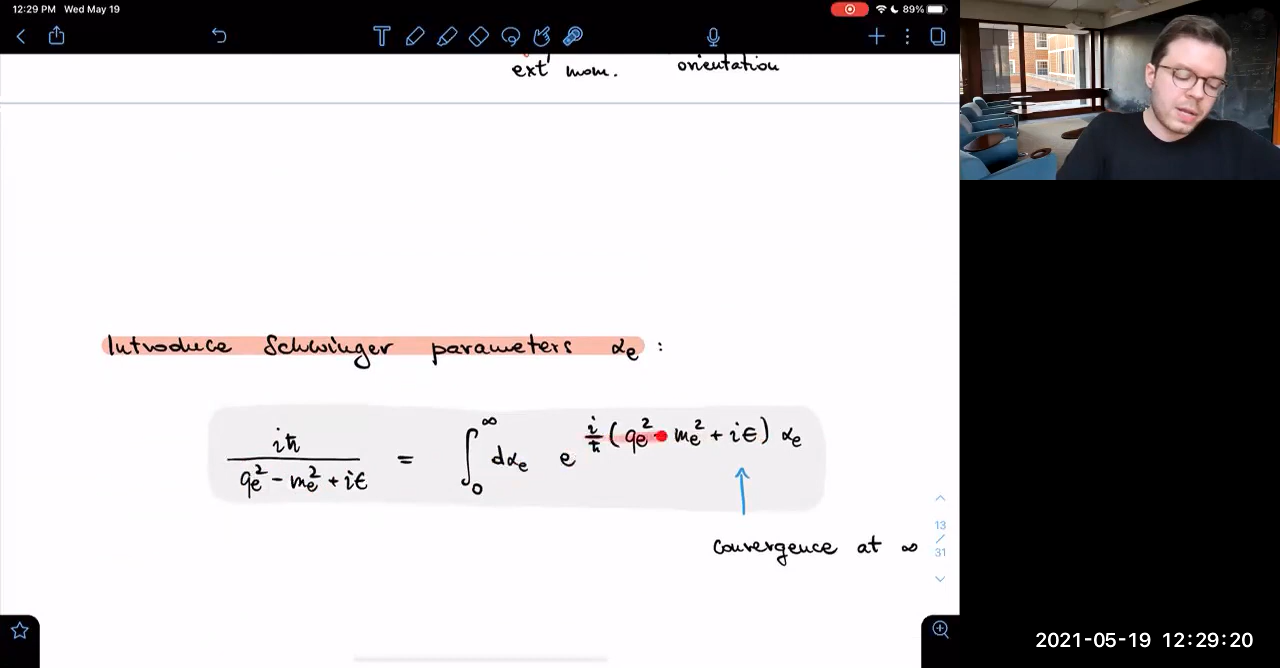 12:29 PM Wed May 19
89%
ext' mom. orientation
Introduce Schwinger parameters αₑ :
iħ / (qₑ² - mₑ² + iϵ) = ∫₀^∞ dαₑ e^{i/ħ (qₑ² - mₑ² + iϵ) αₑ}
convergence at ∞
13 / 31
2021-05-19 12:29:20